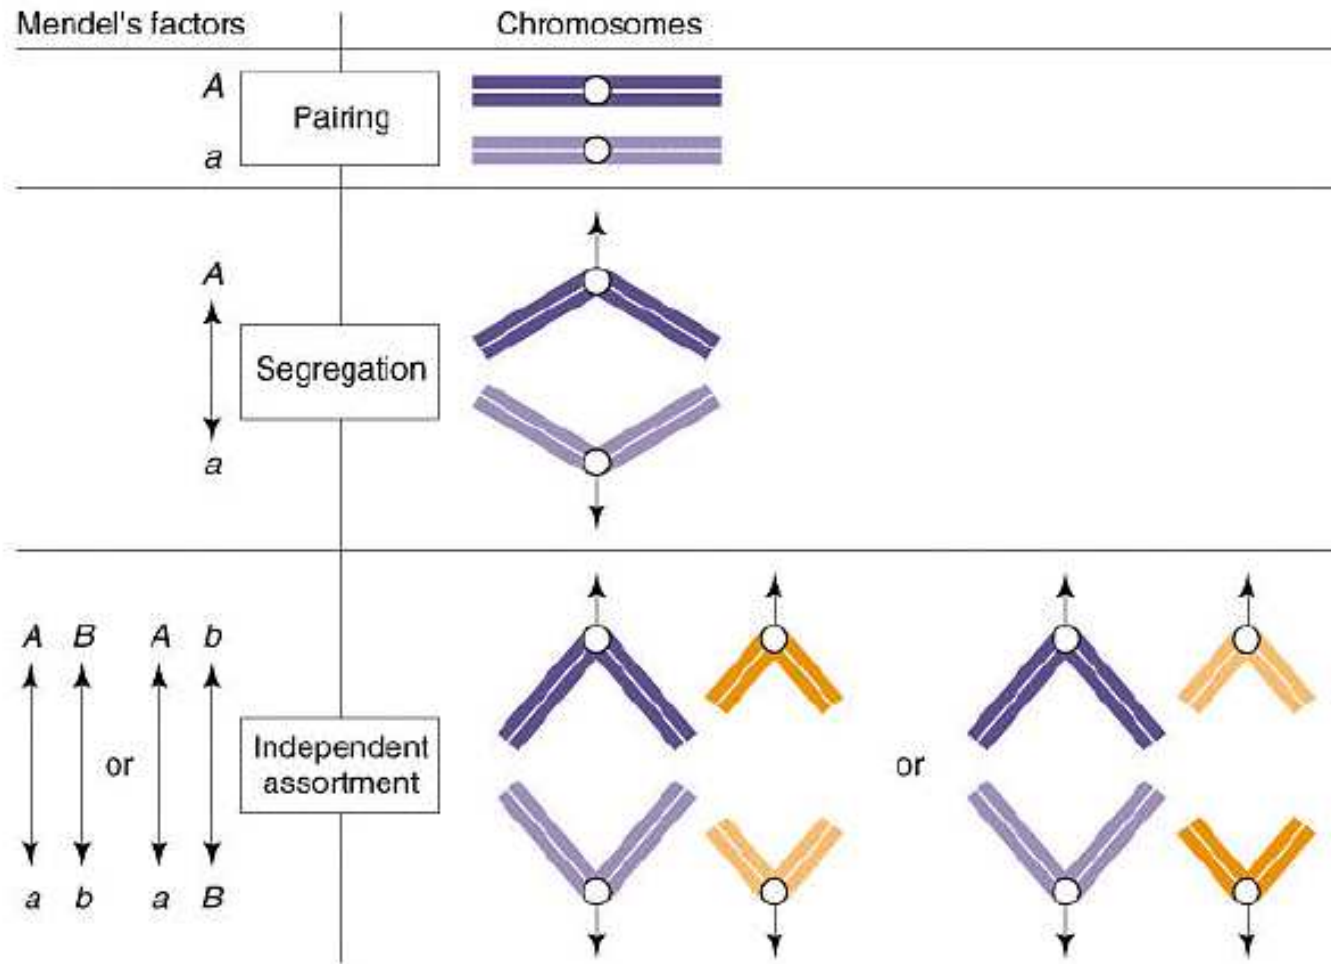 Mendel's factors
Chromosomes
A
Pairing
a
A
Segregation
a
A B A b
or
Independent
assortment
or
a b a B